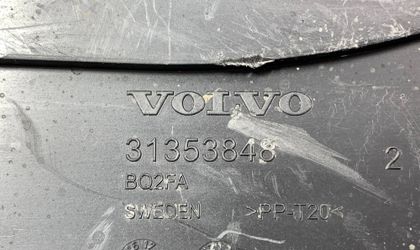 VOLVO
31353848 2
BQ2FA
SWEDEN >PP-T20<